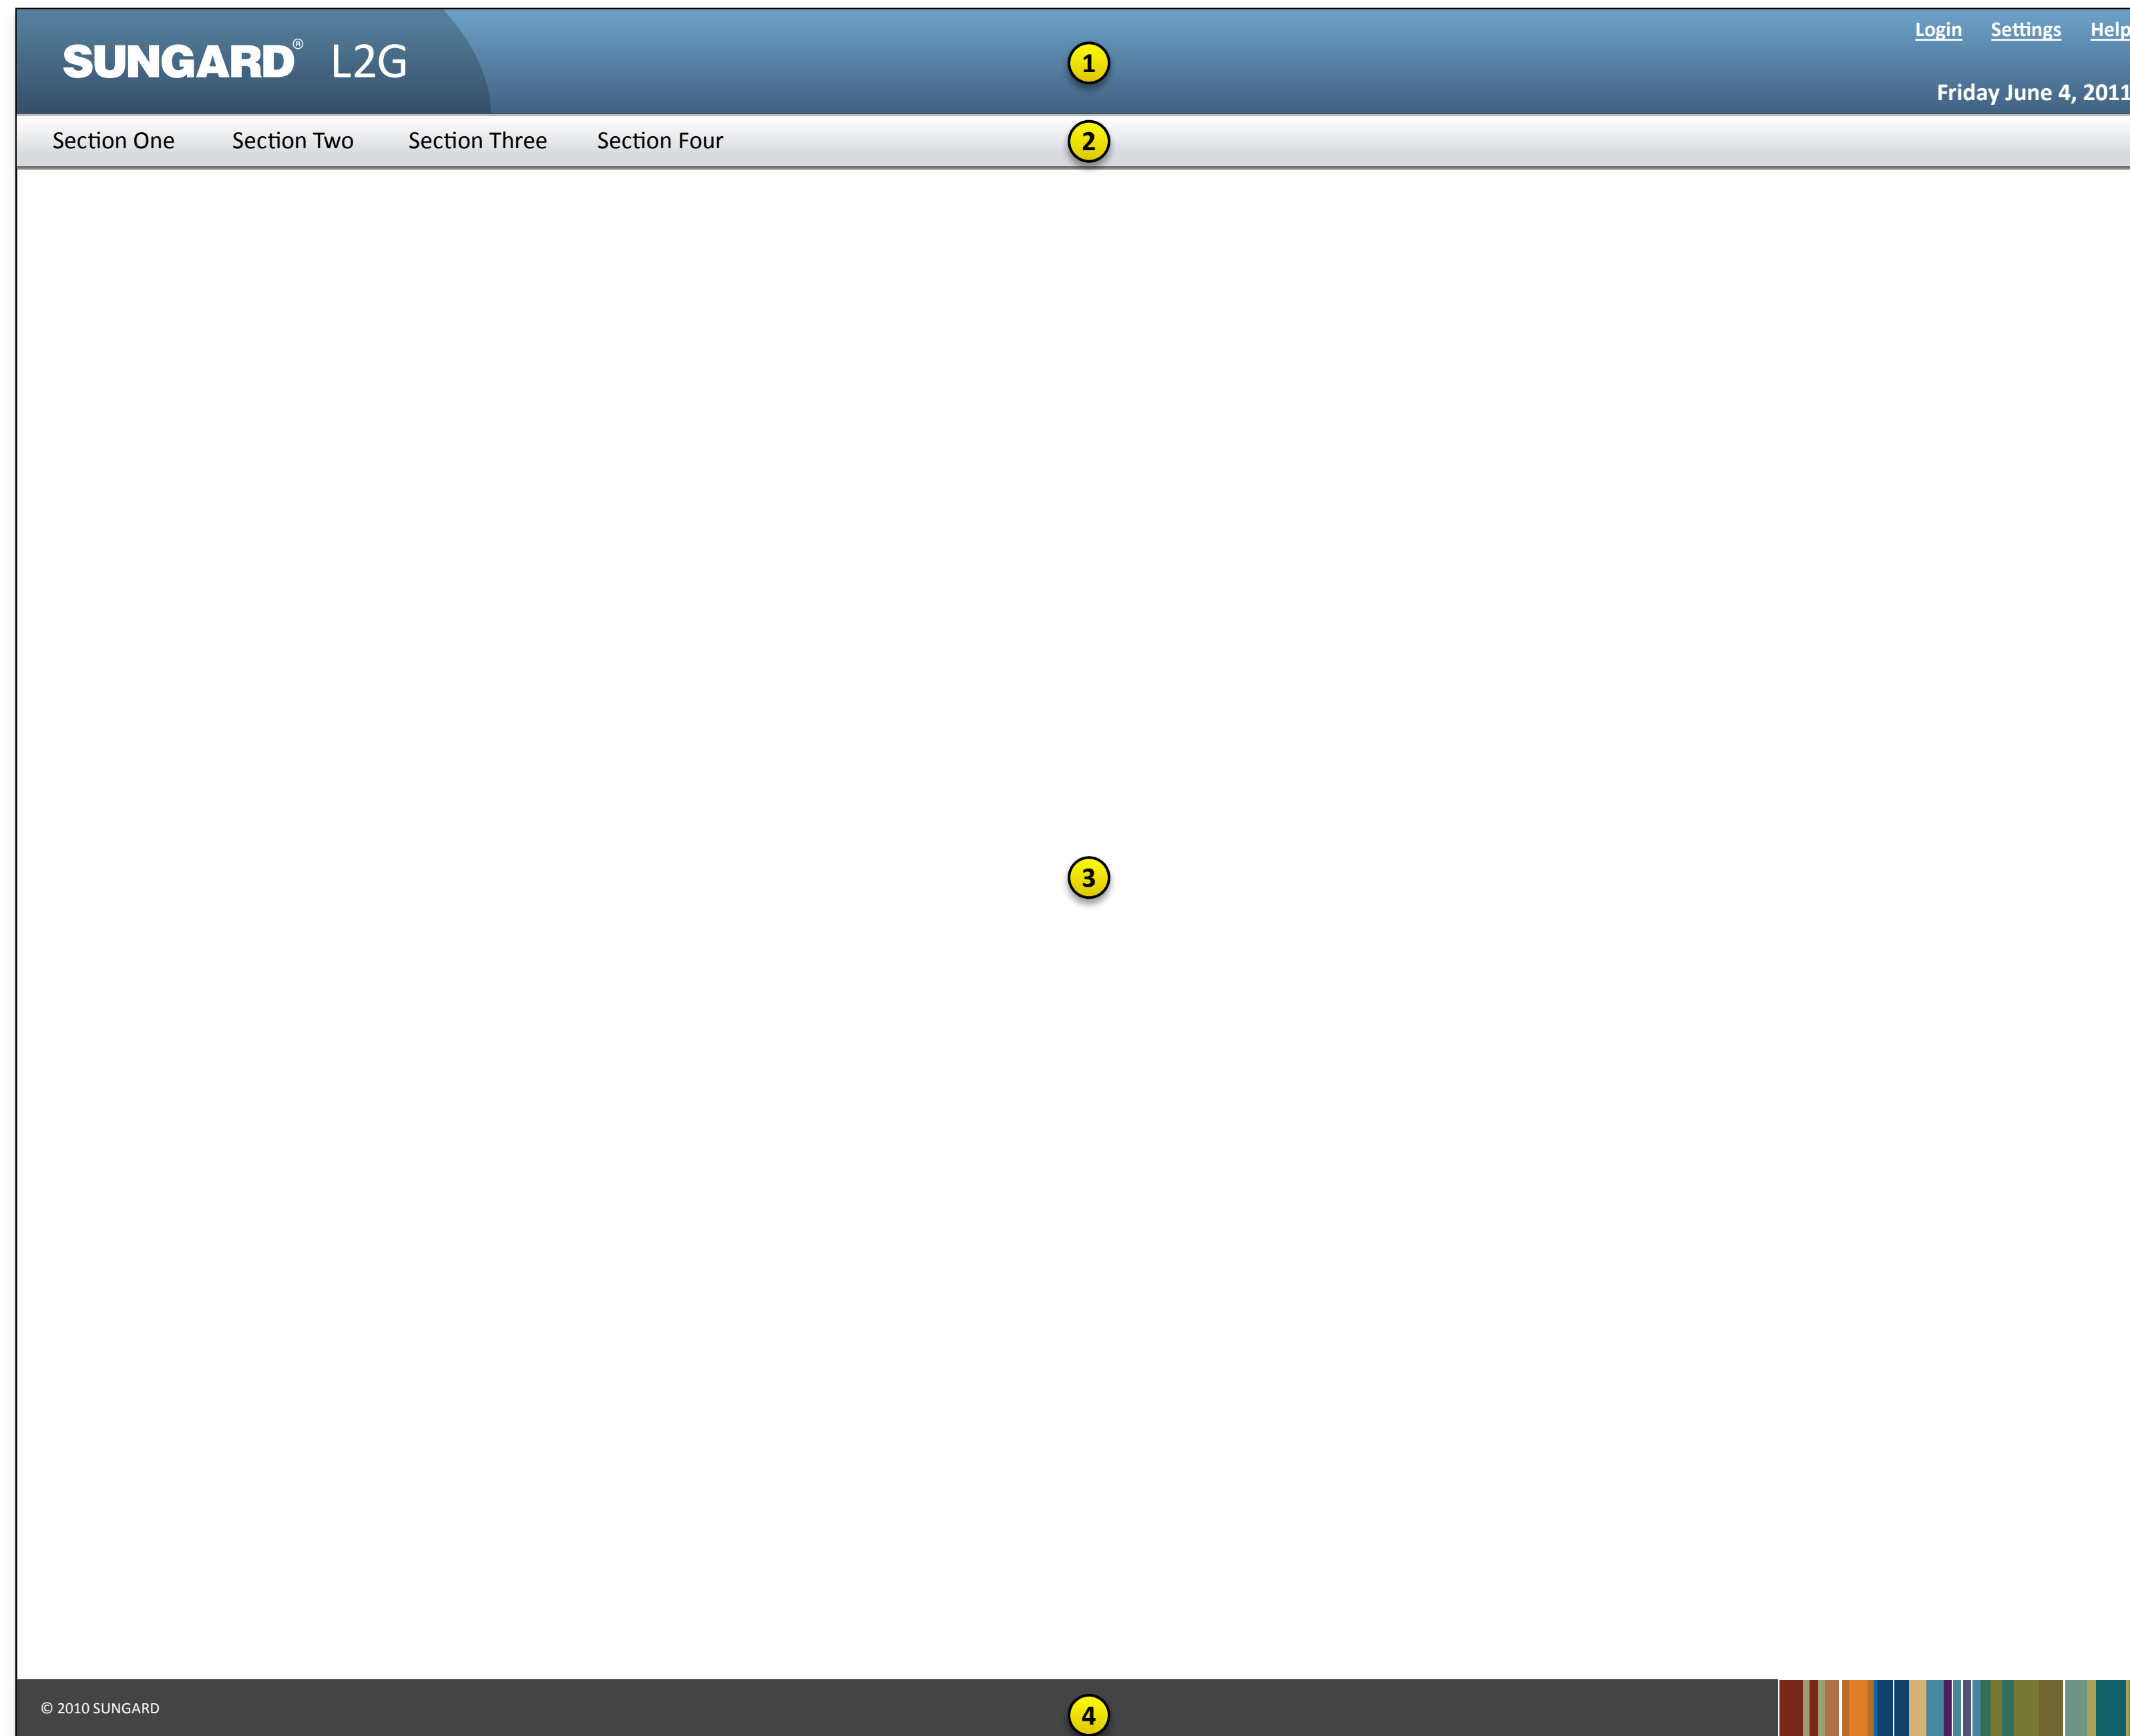 Login Settings Help
SUNGARD® L2G
1
Friday June 4, 2011
Section One Section Two Section Three Section Four
2
3
© 2010 SUNGARD
4